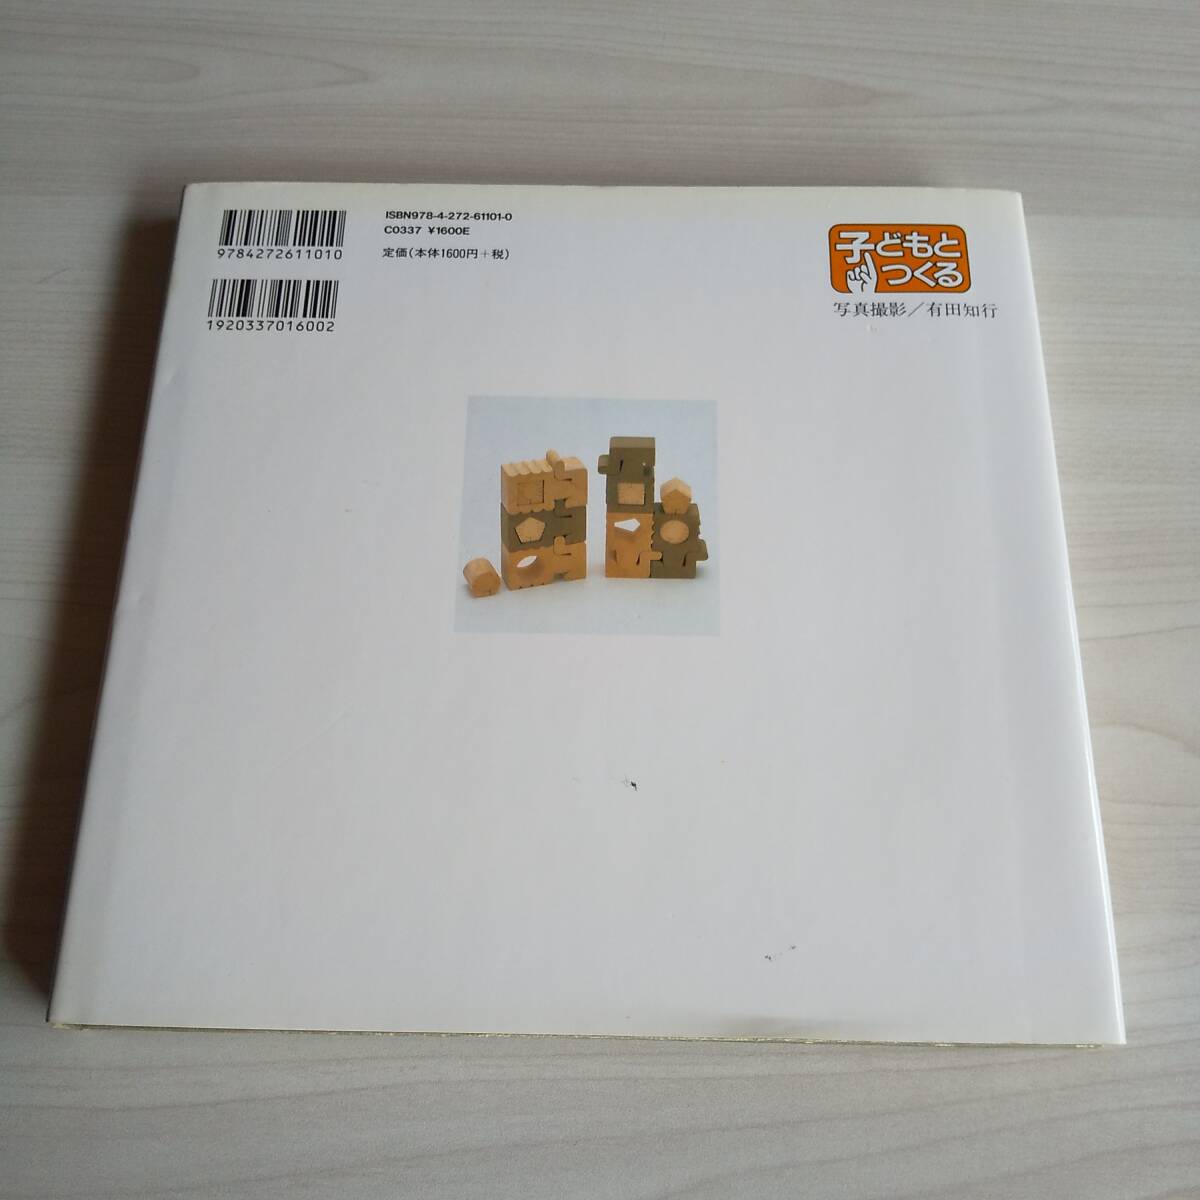 ISBN978-4-272-61101-0
C0337 ¥1600E
定価(本体1600円+税)
9784272611010
1920337016002
子どもと
つくる
写真撮影/有田知行